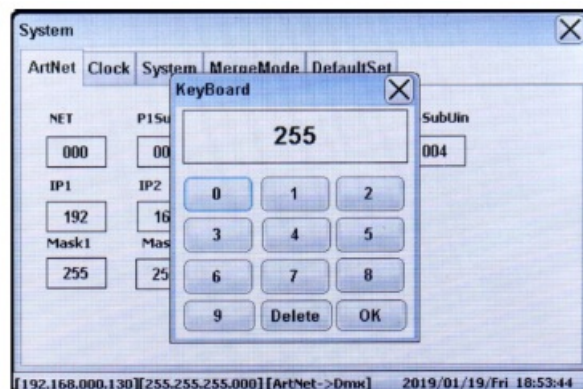 System
ArtNet Clock System MergeMode DefaultSet
KeyBoard
NET P1Su SubUin
255
000 00 004
0 1 2
IP1 IP2
192 16
3 4 5
Mask1 Mas
255 25
6 7 8
9 Delete OK
[192.168.000.130][255.255.255.000][ArtNet->Dmx] 2019/01/19/Fri 18:53:44